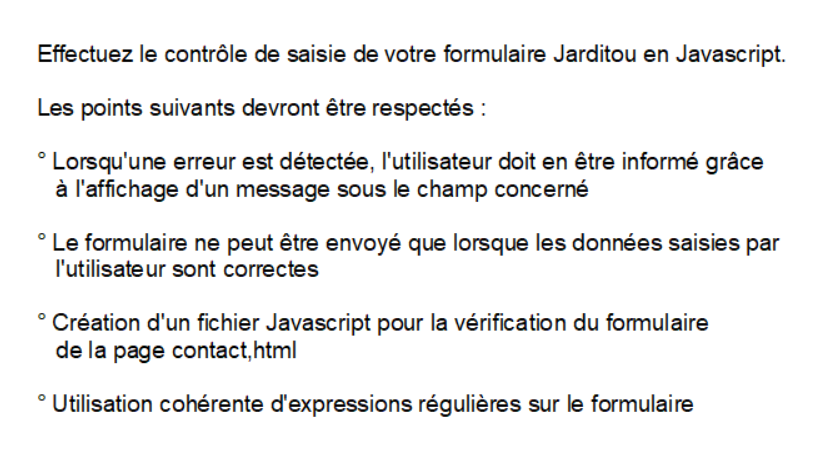 Effectuez le contrôle de saisie de votre formulaire Jarditou en Javascript.
Les points suivants devront être respectés :
° Lorsqu'une erreur est détectée, l'utilisateur doit en être informé grâce
à l'affichage d'un message sous le champ concerné
° Le formulaire ne peut être envoyé que lorsque les données saisies par
l'utilisateur sont correctes
° Création d'un fichier Javascript pour la vérification du formulaire
de la page contact,html
° Utilisation cohérente d'expressions régulières sur le formulaire